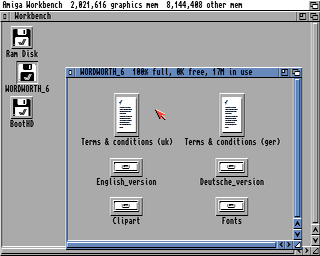 Amiga Workbench  2,021,616 graphics mem  8,144,408 other mem
Workbench
Ram Disk
WORDWORTH_6
BootHD
WORDWORTH_6  100% full, 0K free, 17M in use
Terms & conditions (uk)
Terms & conditions (ger)
English_version
Deutsche_version
Clipart
Fonts